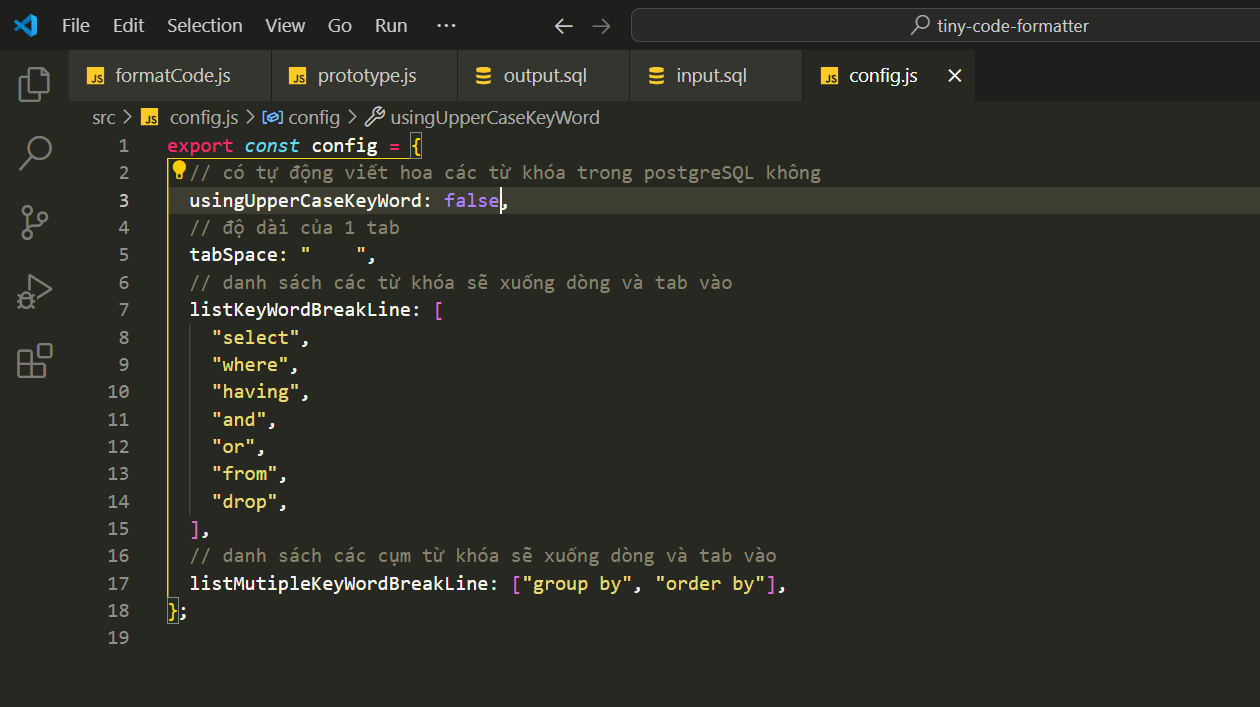 File Edit Selection View Go Run ··· tiny-code-formatter
JS formatCode.js JS prototype.js output.sql input.sql JS config.js
src > JS config.js > config > usingUpperCaseKeyWord
1 export const config = {
2 // có tự động viết hoa các từ khóa trong postgreSQL không
3 usingUpperCaseKeyWord: false,
4 // độ dài của 1 tab
5 tabSpace: "    ",
6 // danh sách các từ khóa sẽ xuống dòng và tab vào
7 listKeyWordBreakLine: [
8 "select",
9 "where",
10 "having",
11 "and",
12 "or",
13 "from",
14 "drop",
15 ],
16 // danh sách các cụm từ khóa sẽ xuống dòng và tab vào
17 listMutipleKeyWordBreakLine: ["group by", "order by"],
18 };
19